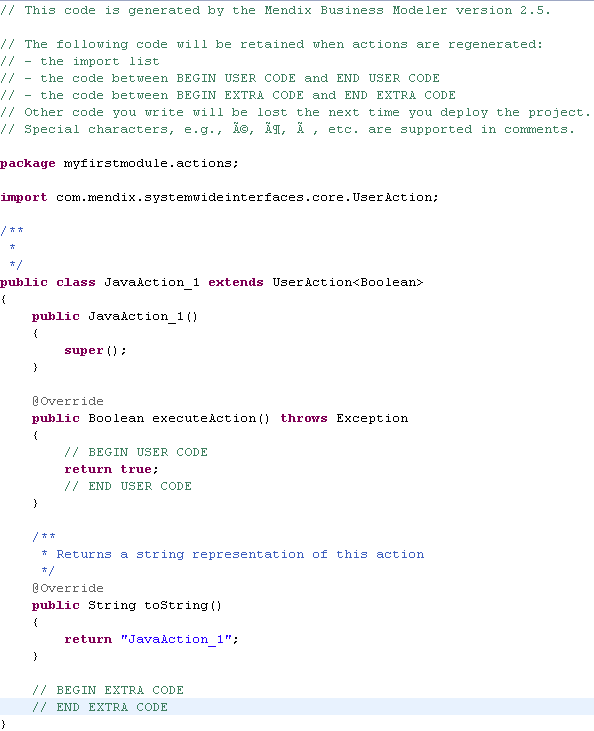 // This code is generated by the Mendix Business Modeler version 2.5.
// The following code will be retained when actions are regenerated:
// - the import list
// - the code between BEGIN USER CODE and END USER CODE
// - the code between BEGIN EXTRA CODE and END EXTRA CODE
// Other code you write will be lost the next time you deploy the project.
// Special characters, e.g., Ã©, Ã¶, Ã , etc. are supported in comments.
package myfirstmodule.actions;
import com.mendix.systemwideinterfaces.core.UserAction;
/**
 *
 */
public class JavaAction_1 extends UserAction<Boolean>
{
    public JavaAction_1()
    {
        super();
    }
    @Override
    public Boolean executeAction() throws Exception
    {
        // BEGIN USER CODE
        return true;
        // END USER CODE
    }
    /**
     * Returns a string representation of this action
     */
    @Override
    public String toString()
    {
        return "JavaAction_1";
    }
    // BEGIN EXTRA CODE
    // END EXTRA CODE
}